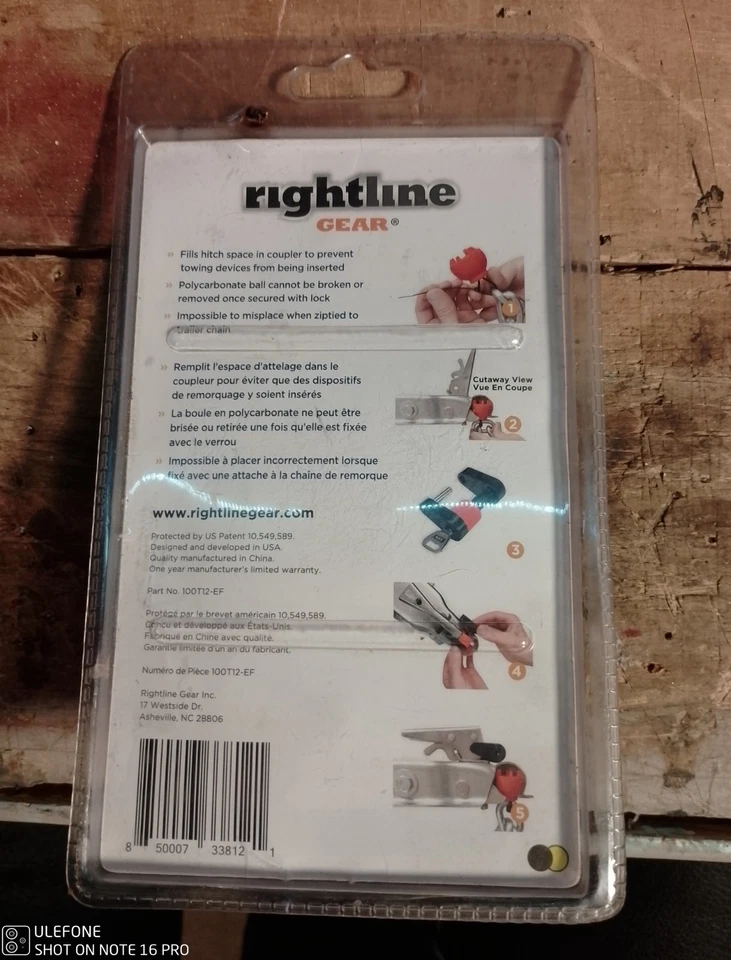 rightline
GEAR®
» Fills hitch space in coupler to prevent
towing devices from being inserted
» Polycarbonate ball cannot be broken or
removed once secured with lock
» Impossible to misplace when ziptied to
trailer chain
1
» Remplit l'espace d'attelage dans le
coupleur pour éviter que des dispositifs
de remorquage y soient insérés
» La boule en polycarbonate ne peut être
brisée ou retirée une fois qu'elle est fixée
avec le verrou
» Impossible à placer incorrectement lorsque
fixé avec une attache à la chaîne de remorque
Cutaway View
Vue En Coupe
2
www.rightlinegear.com
3
Protected by US Patent 10,549,589.
Designed and developed in USA.
Quality manufactured in China.
One year manufacturer's limited warranty.
Part No. 100T12-EF
Protégé par le brevet américain 10,549,589.
Conçu et développé aux États-Unis.
Fabriqué en Chine avec qualité.
Garantie limitée d'un an du fabricant.
4
Numéro de Pièce 100T12-EF
Rightline Gear Inc.
17 Westside Dr.
Asheville, NC 28806
5
8 50007 33812 1
ULEFONE
SHOT ON NOTE 16 PRO